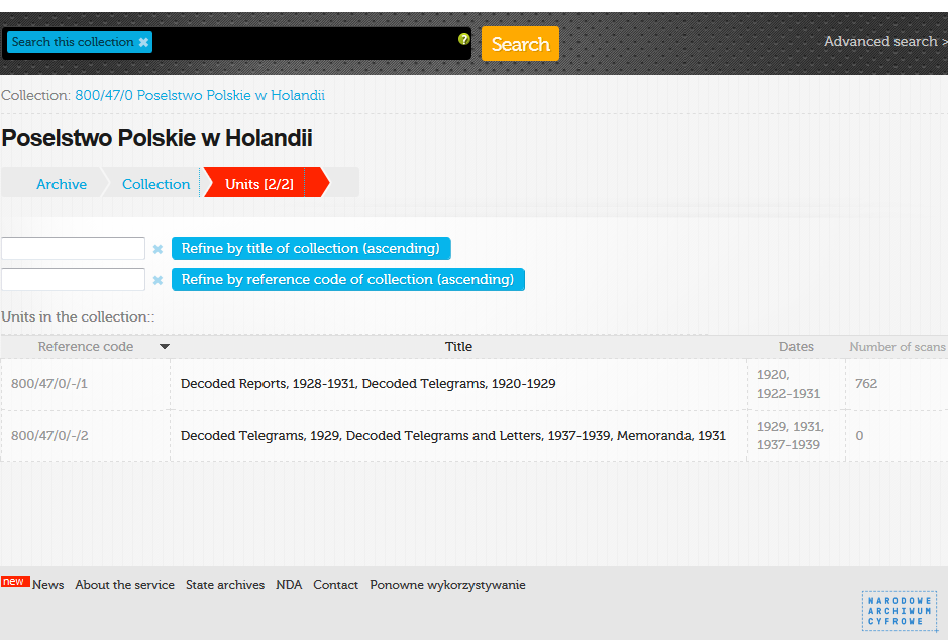 Search this collection ×
?
Search
Advanced search >
Collection: 800/47/0 Poselstwo Polskie w Holandii
Poselstwo Polskie w Holandii
Archive Collection Units [2/2]
× Refine by title of collection (ascending)
× Refine by reference code of collection (ascending)
Units in the collection::
Reference code Title Dates Number of scans
800/47/0/-/1 Decoded Reports, 1928-1931, Decoded Telegrams, 1920-1929 1920, 762
1922-1931
800/47/0/-/2 Decoded Telegrams, 1929, Decoded Telegrams and Letters, 1937-1939, Memoranda, 1931 1929, 1931, 0
1937-1939
new News About the service State archives NDA Contact Ponowne wykorzystywanie
NARODOWE
ARCHIWUM
CYFROWE